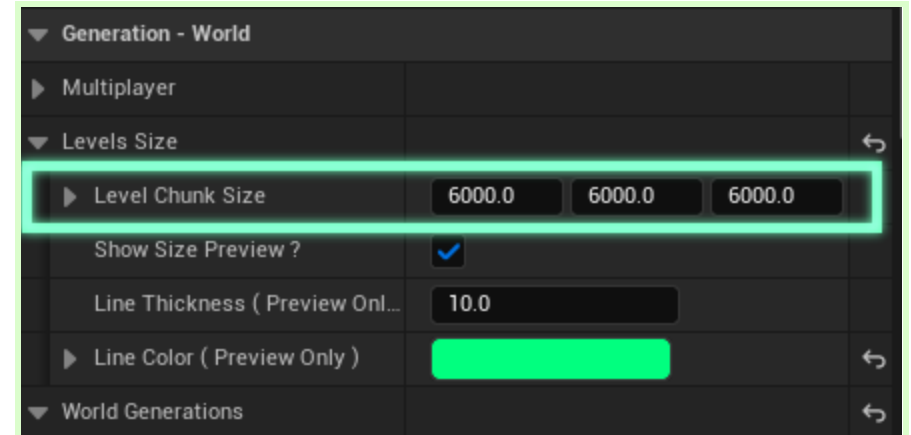 Generation - World
Multiplayer
Levels Size
Level Chunk Size 6000.0 6000.0 6000.0
Show Size Preview ?
Line Thickness ( Preview Onl...
10.0
Line Color ( Preview Only )
World Generations